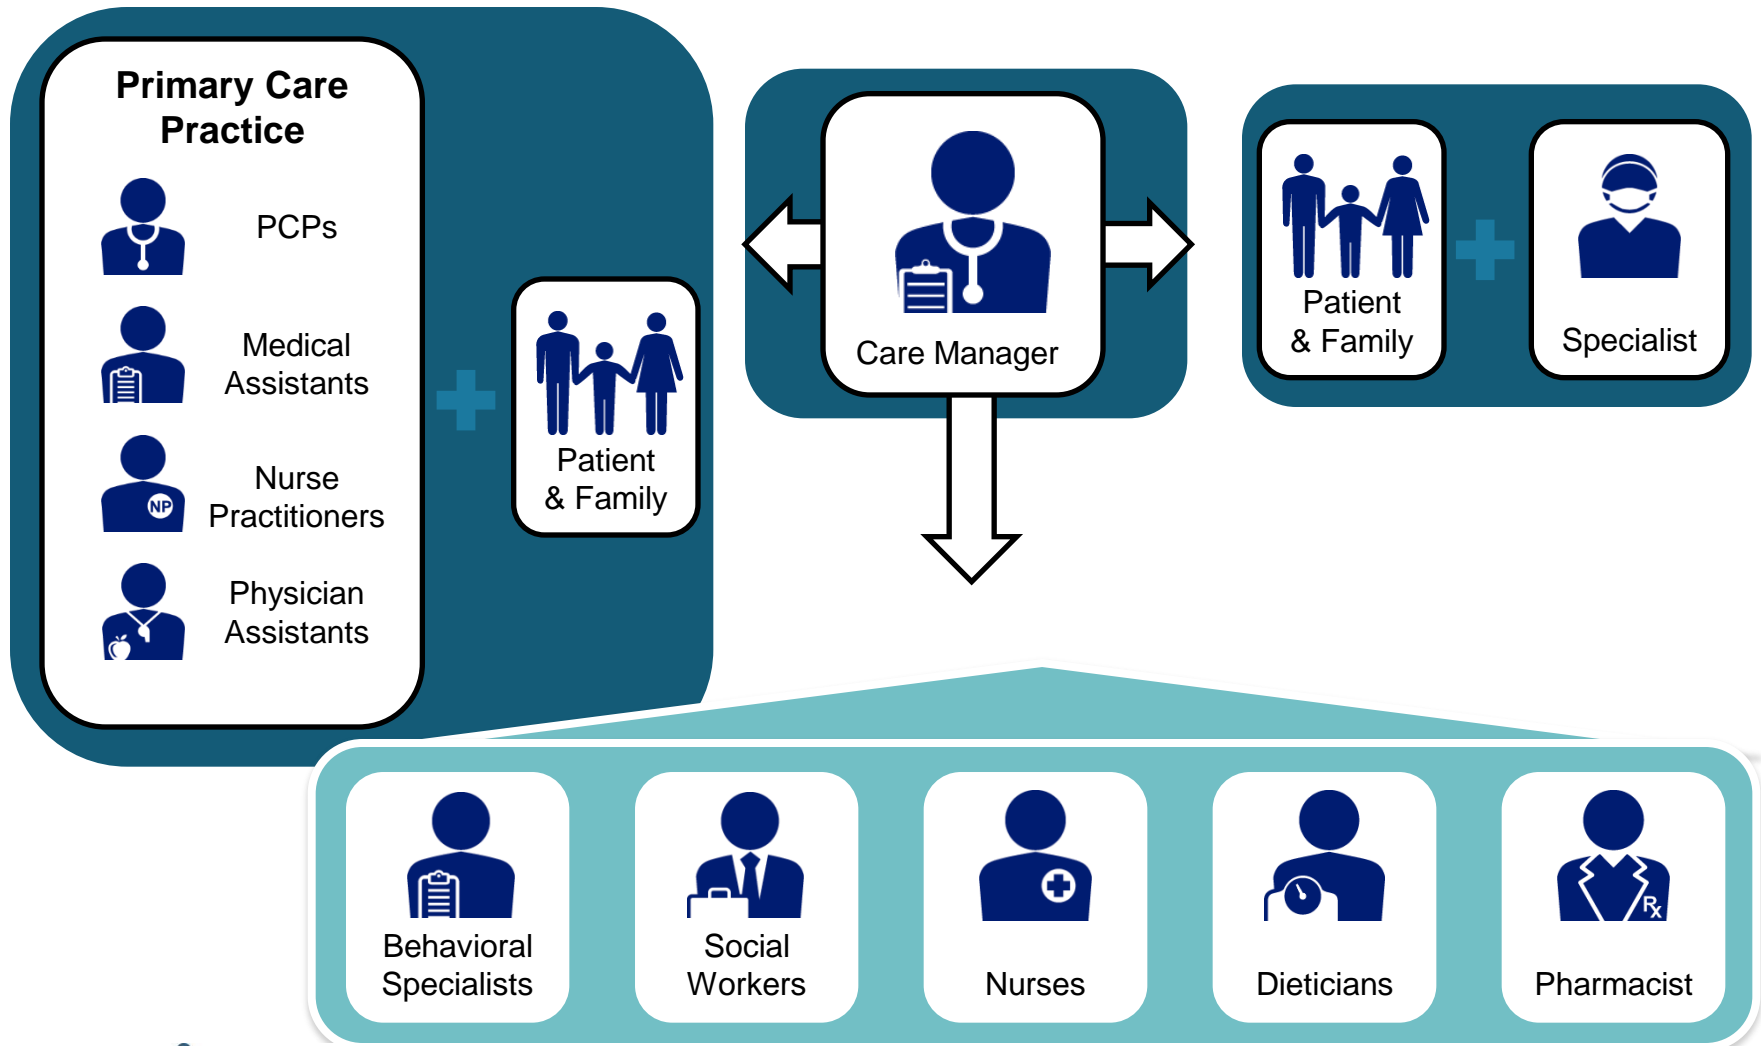 Primary Care
Practice
PCPs
Medical
Assistants
NP
Nurse
Practitioners
Physician
Assistants
Patient
& Family
Care Manager
Patient
& Family
Specialist
Behavioral
Specialists
Social
Workers
Nurses
Dieticians
Rx
Pharmacist